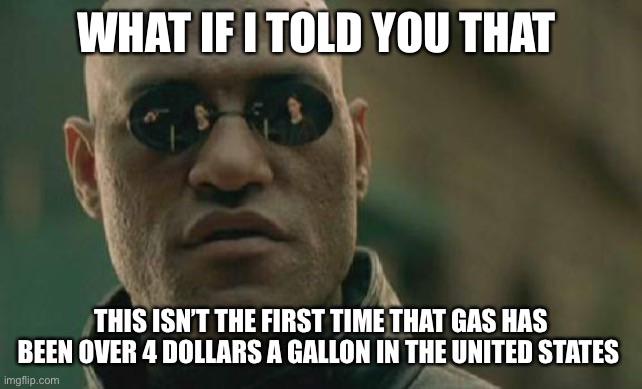 WHAT IF I TOLD YOU THAT
THIS ISN’T THE FIRST TIME THAT GAS HAS
BEEN OVER 4 DOLLARS A GALLON IN THE UNITED STATES
imgflip.com